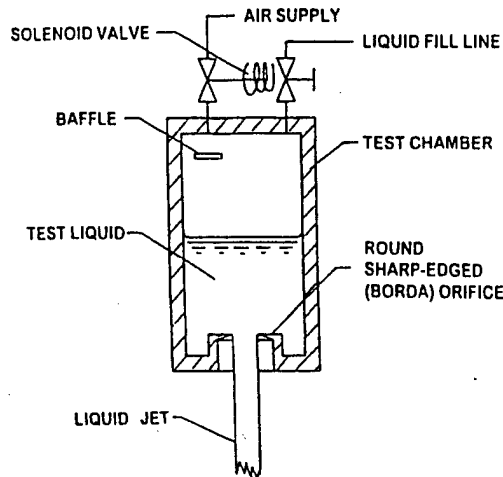 AIR SUPPLY
SOLENOID VALVE
LIQUID FILL LINE
BAFFLE
TEST CHAMBER
TEST LIQUID
ROUND
SHARP-EDGED
(BORDA) ORIFICE
LIQUID JET